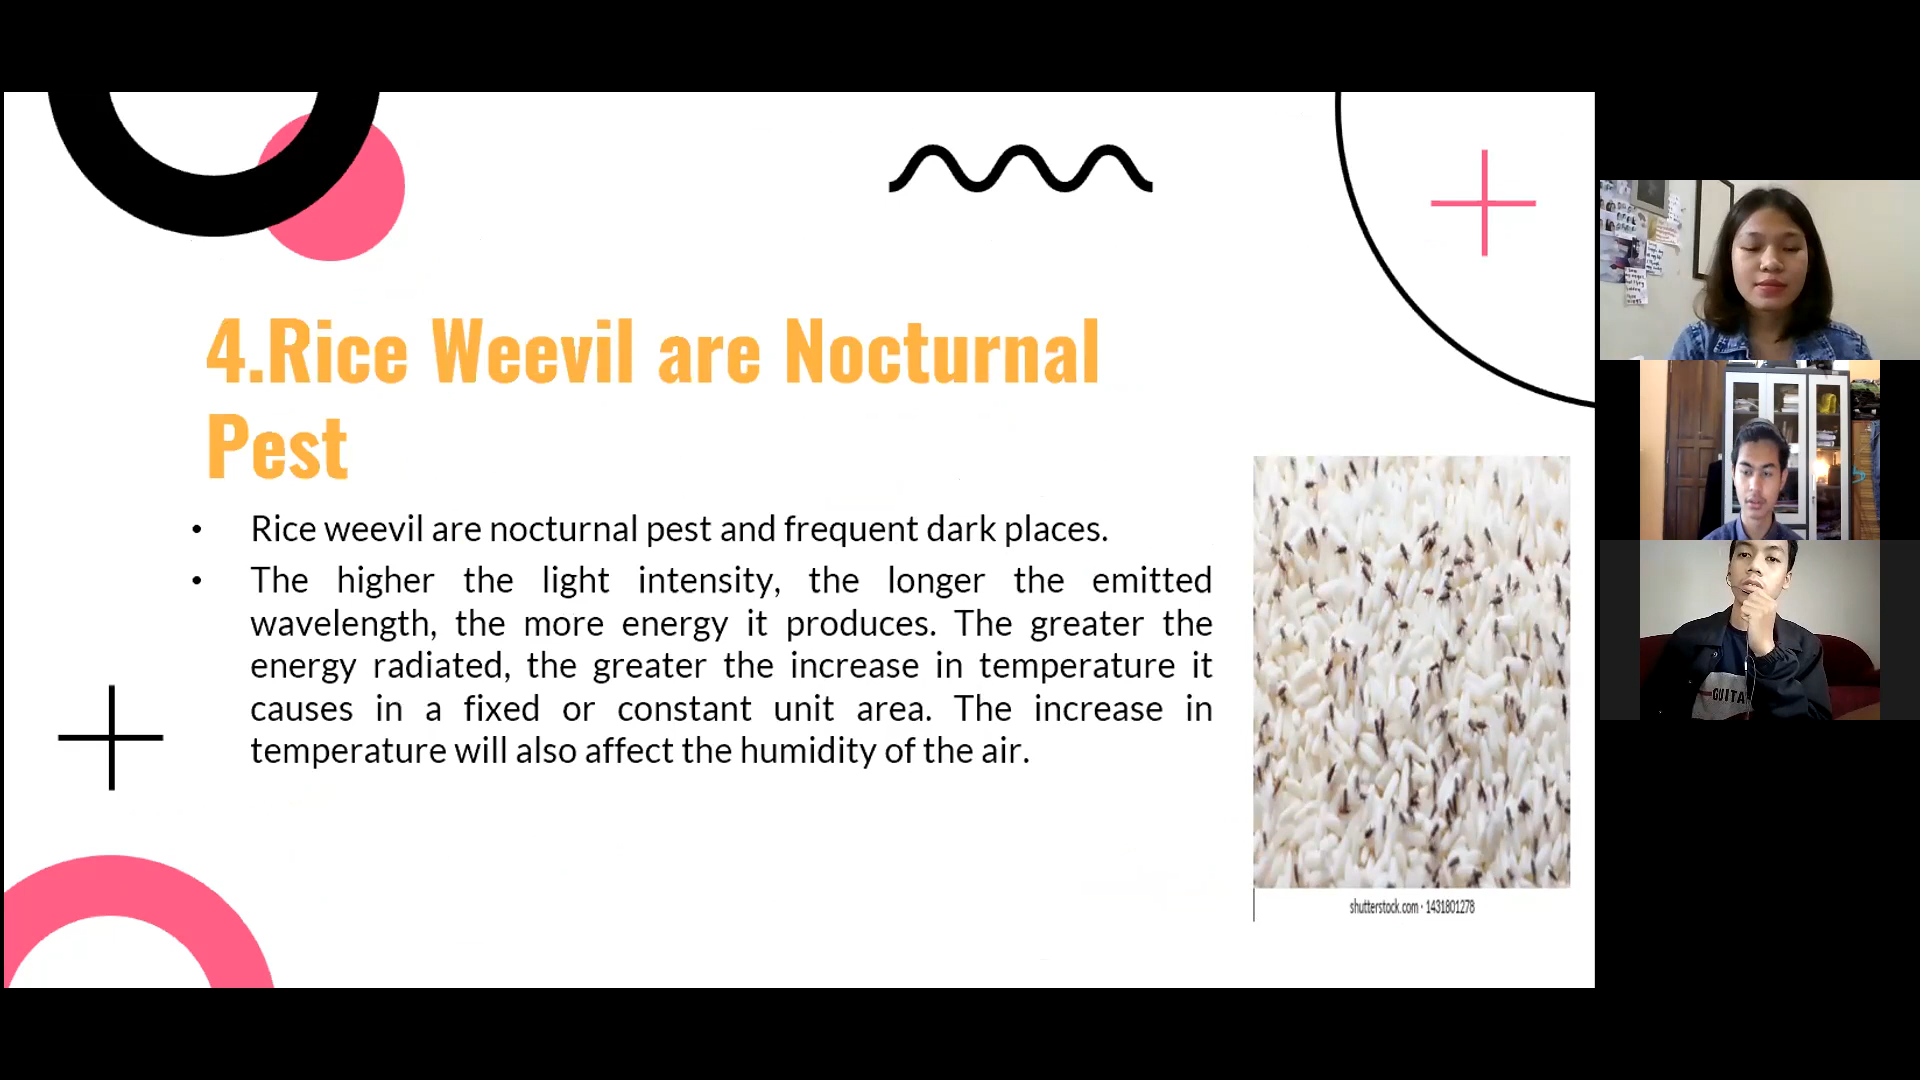 4.Rice Weevil are Nocturnal
Pest
• Rice weevil are nocturnal pest and frequent dark places.
• The higher the light intensity, the longer the emitted
wavelength, the more energy it produces. The greater the
energy radiated, the greater the increase in temperature it
causes in a fixed or constant unit area. The increase in
temperature will also affect the humidity of the air.
shutterstock.com · 1431801278